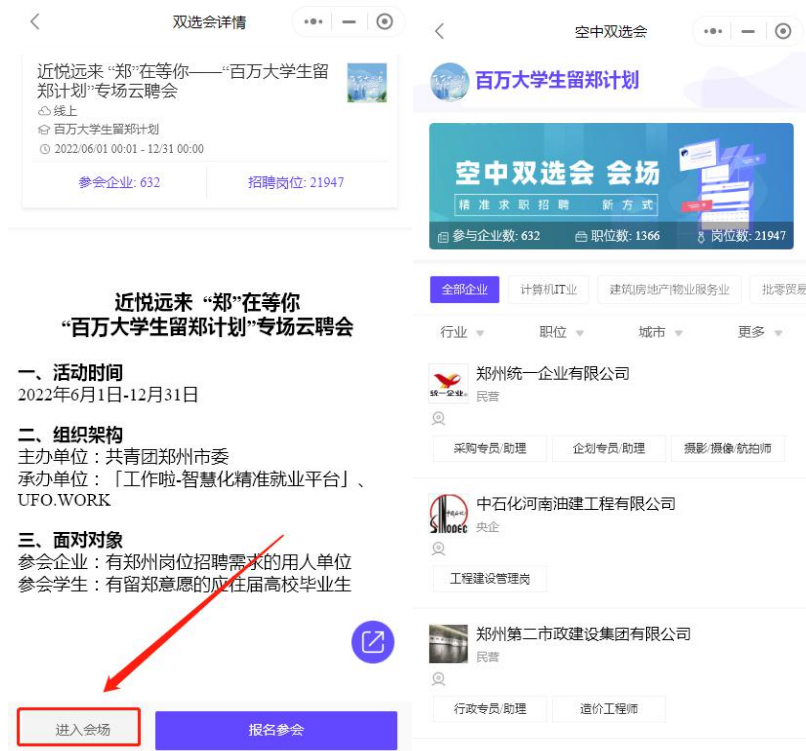 双选会详情
近悦远来 “郑”在等你——“百万大学生留
郑计划”专场云聘会
线上
百万大学生留郑计划
2022/06/01 00:01 - 12/31 00:00
参会企业: 632
招聘岗位: 21947
近悦远来 “郑”在等你
“百万大学生留郑计划”专场云聘会
一、活动时间
2022年6月1日-12月31日
二、组织架构
主办单位：共青团郑州市委
承办单位：「工作啦-智慧化精准就业平台」、
UFO.WORK
三、面对对象
参会企业：有郑州岗位招聘需求的用人单位
参会学生：有留郑意愿的应往届高校毕业生
进入会场
报名参会
空中双选会
百万大学生留郑计划
空中双选会 会场
精准求职招聘 新方式
参与企业数: 632
职位数: 1366
岗位数: 21947
全部企业
计算机IT业
建筑|房地产|物业服务业
批零贸易
行业
职位
城市
更多
郑州统一企业有限公司
统一企业
民营
采购专员/助理
企划专员/助理
摄影/摄像/航拍师
中石化河南油建工程有限公司
央企
工程建设管理岗
郑州第二市政建设集团有限公司
民营
行政专员/助理
造价工程师